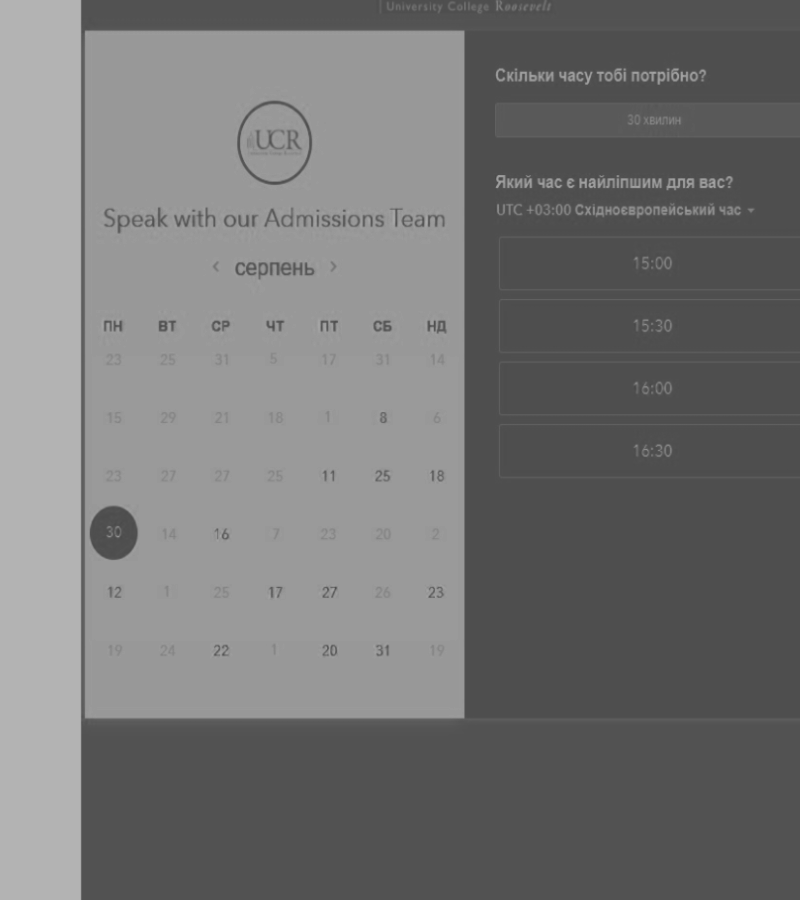 University College Roosevelt
UCR
Speak with our Admissions Team
‹ серпень ›
ПН ВТ СР ЧТ ПТ СБ НД
23 25 31 5 17 31 14
15 29 21 18 1 8 6
23 27 27 25 11 25 18
30 14 16 7 23 20 2
12 1 25 17 27 26 23
19 24 22 1 20 31 19
Скільки часу тобі потрібно?
30 хвилин
Який час є найліпшим для вас?
UTC +03:00 Східноєвропейський час
15:00
15:30
16:00
16:30